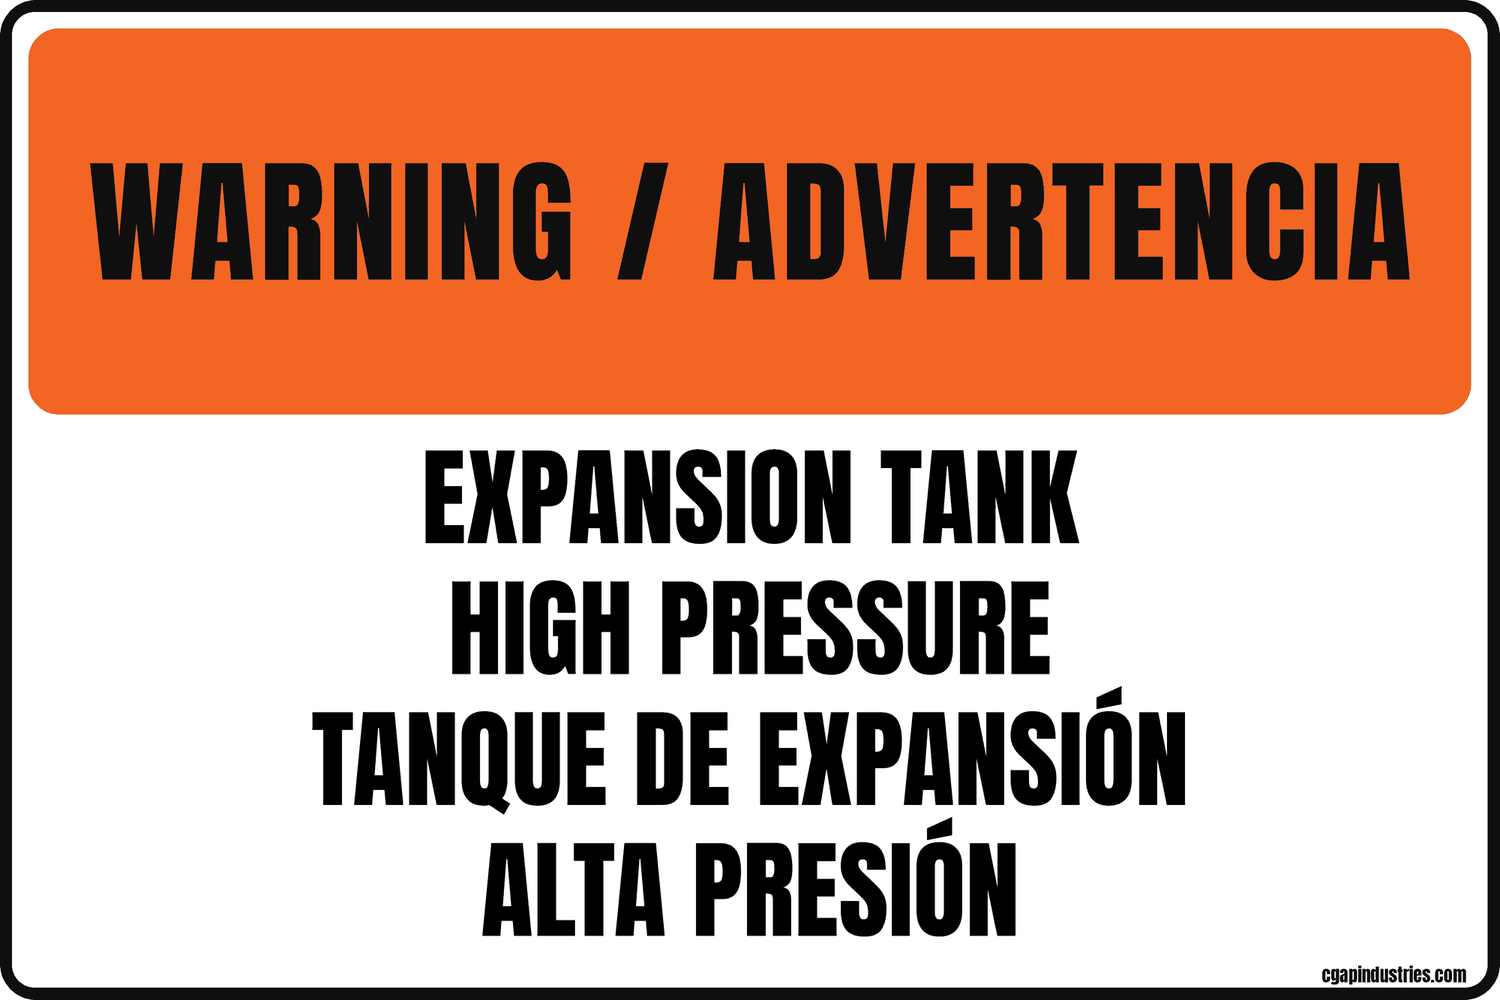 WARNING / ADVERTENCIA
EXPANSION TANK
HIGH PRESSURE
TANQUE DE EXPANSIÓN
ALTA PRESIÓN
cgapindustries.com